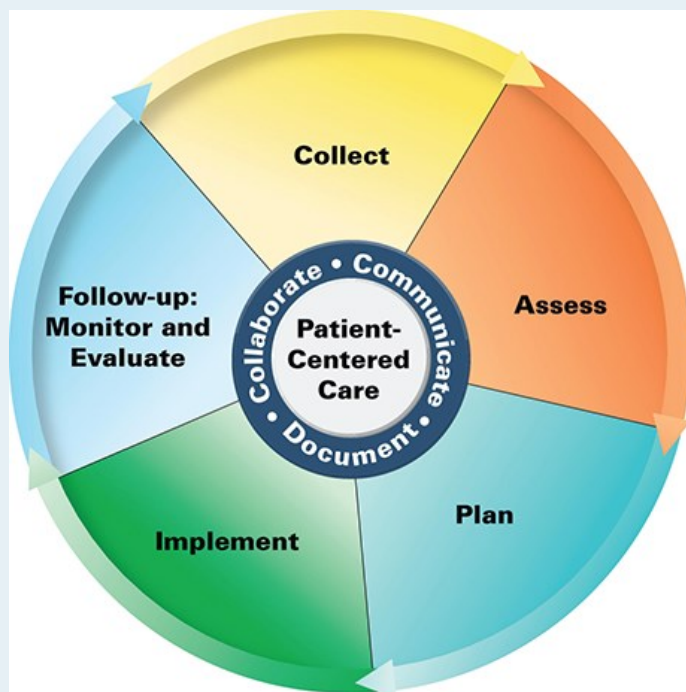 Collect
Assess
Plan
Implement
Follow-up:
Monitor and
Evaluate
Collaborate • Communicate • Document •
Patient-
Centered
Care